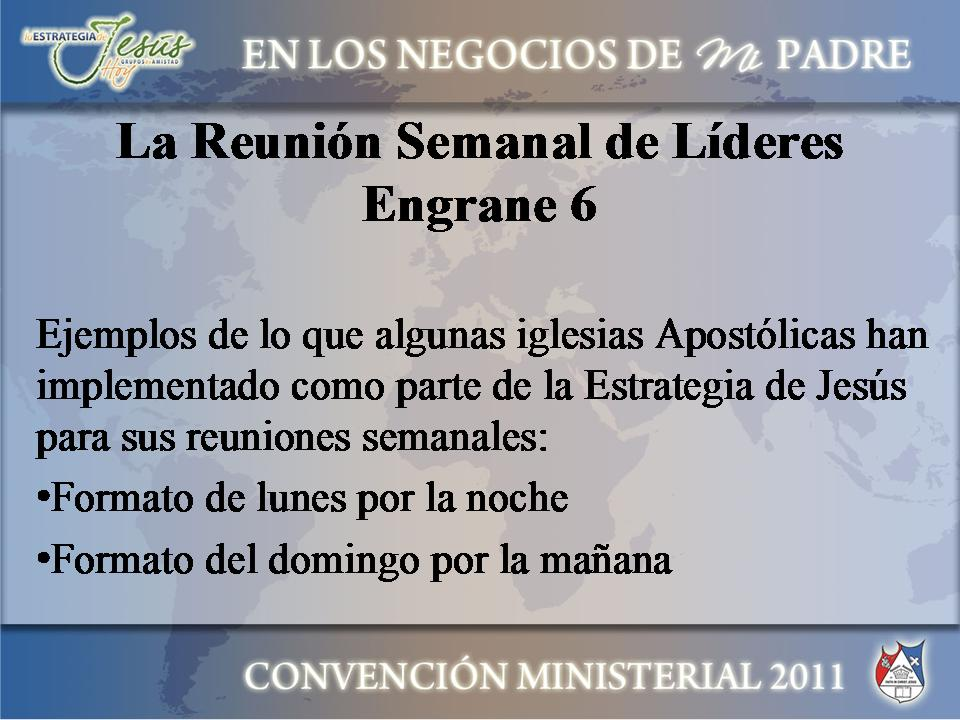 la ESTRATEGIA de
Jesús
GRUPOS de AMISTAD
Hoy
EN LOS NEGOCIOS DE Mi PADRE
La Reunión Semanal de Líderes
Engrane 6
Ejemplos de lo que algunas iglesias Apostólicas han
implementado como parte de la Estrategia de Jesús
para sus reuniones semanales:
•Formato de lunes por la noche
•Formato del domingo por la mañana
CONVENCIÓN MINISTERIAL 2011